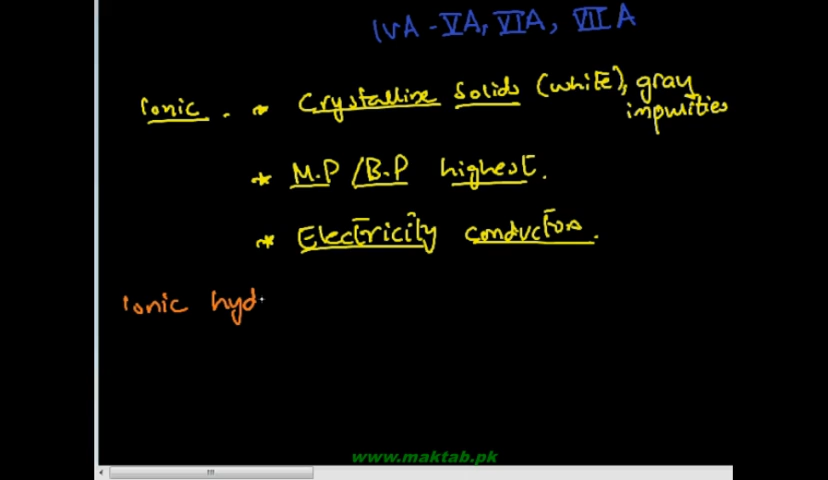 IVA - VA, VIA, VIIA
Ionic . * Crystalline Solids (white), gray
impurities
* M.P / B.P highest.
* Electricity conductors.
Ionic hyd
www.maktab.pk